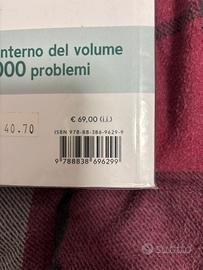 nterno del volume
000 problemi
€ 69,00 (i.i.)
ISBN 978-88-386-9629-9
40.70
9 788838 696299
subito